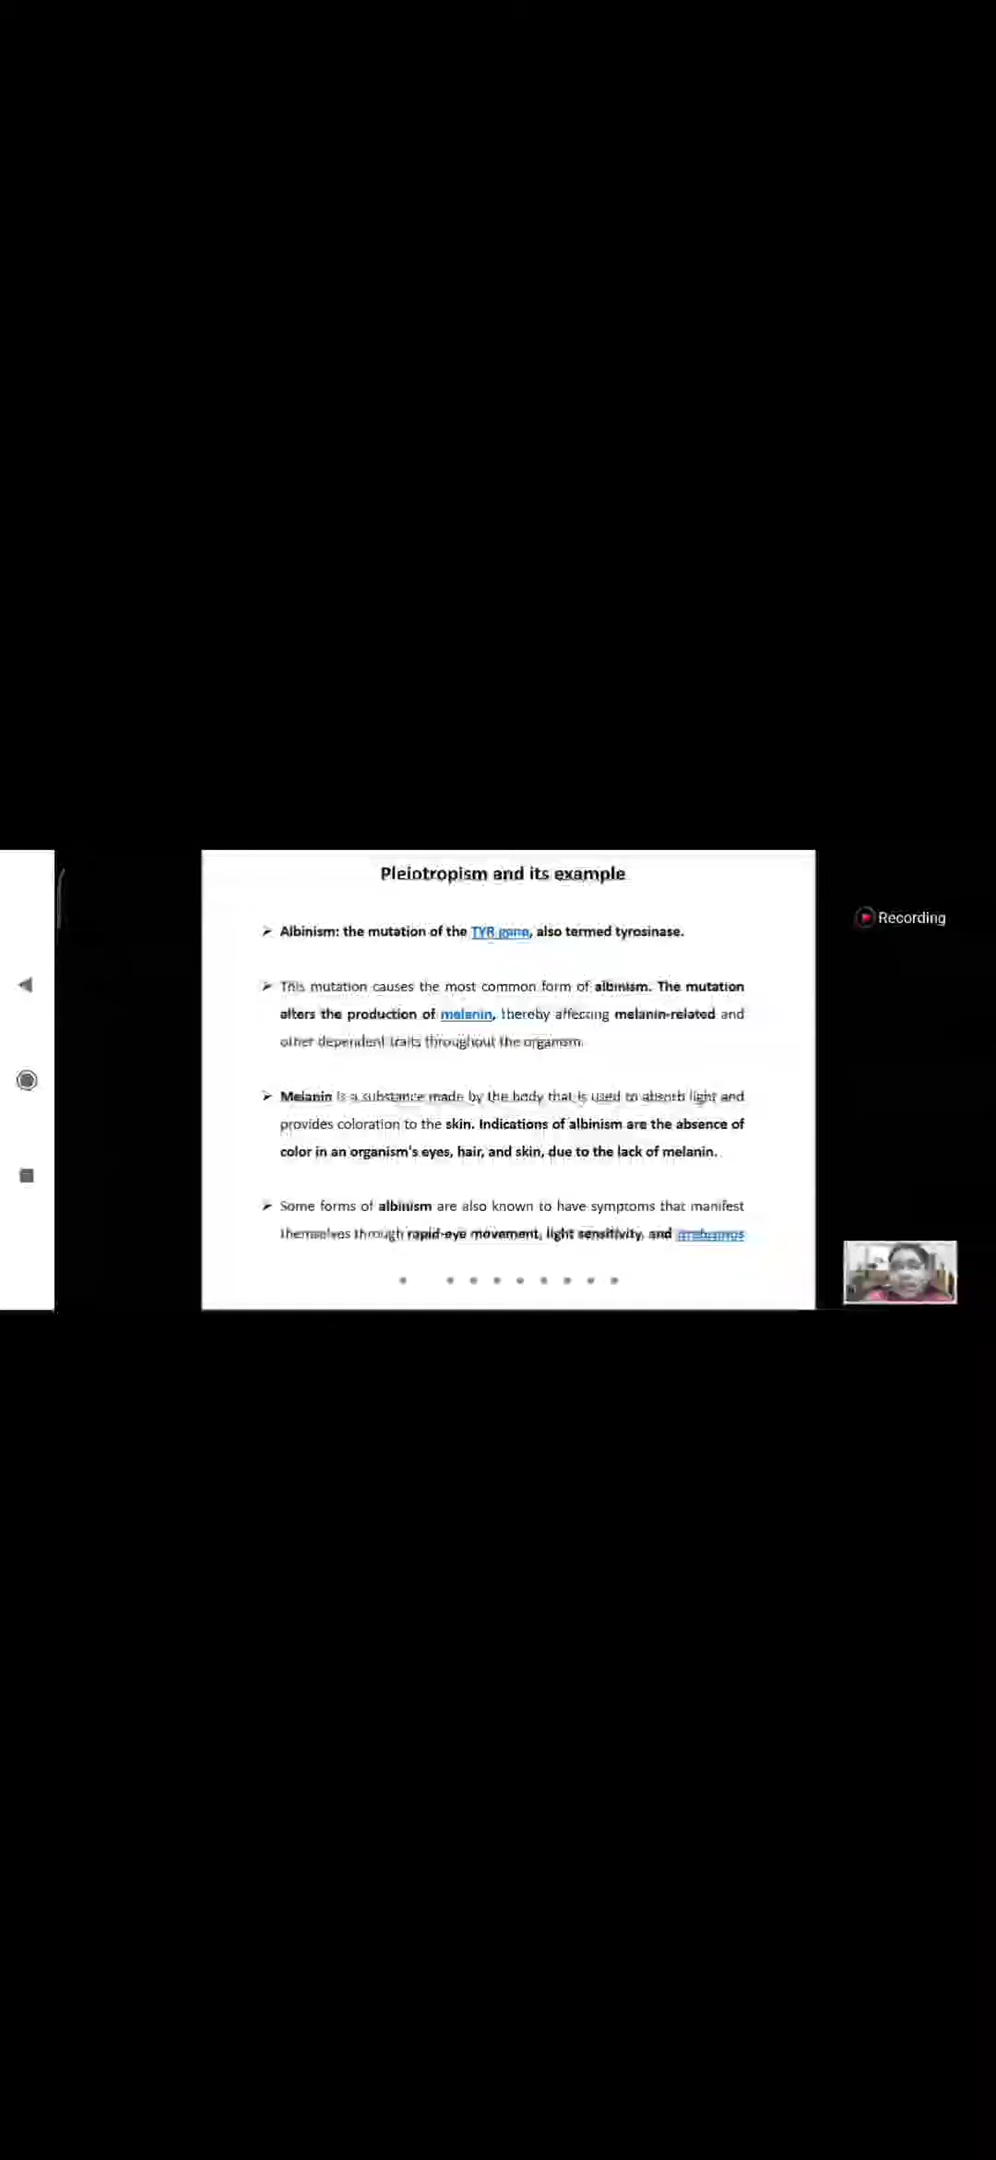 Pleiotropism and its example
➢ Albinism: the mutation of the TYR gene, also termed tyrosinase.
➢ This mutation causes the most common form of albinism. The mutation
alters the production of melanin, thereby affecting melanin-related and
other dependent traits throughout the organism.
➢ Melanin is a substance made by the body that is used to absorb light and
provides coloration to the skin. Indications of albinism are the absence of
color in an organism's eyes, hair, and skin, due to the lack of melanin.
➢ Some forms of albinism are also known to have symptoms that manifest
themselves through rapid-eye movement, light sensitivity, and
Recording